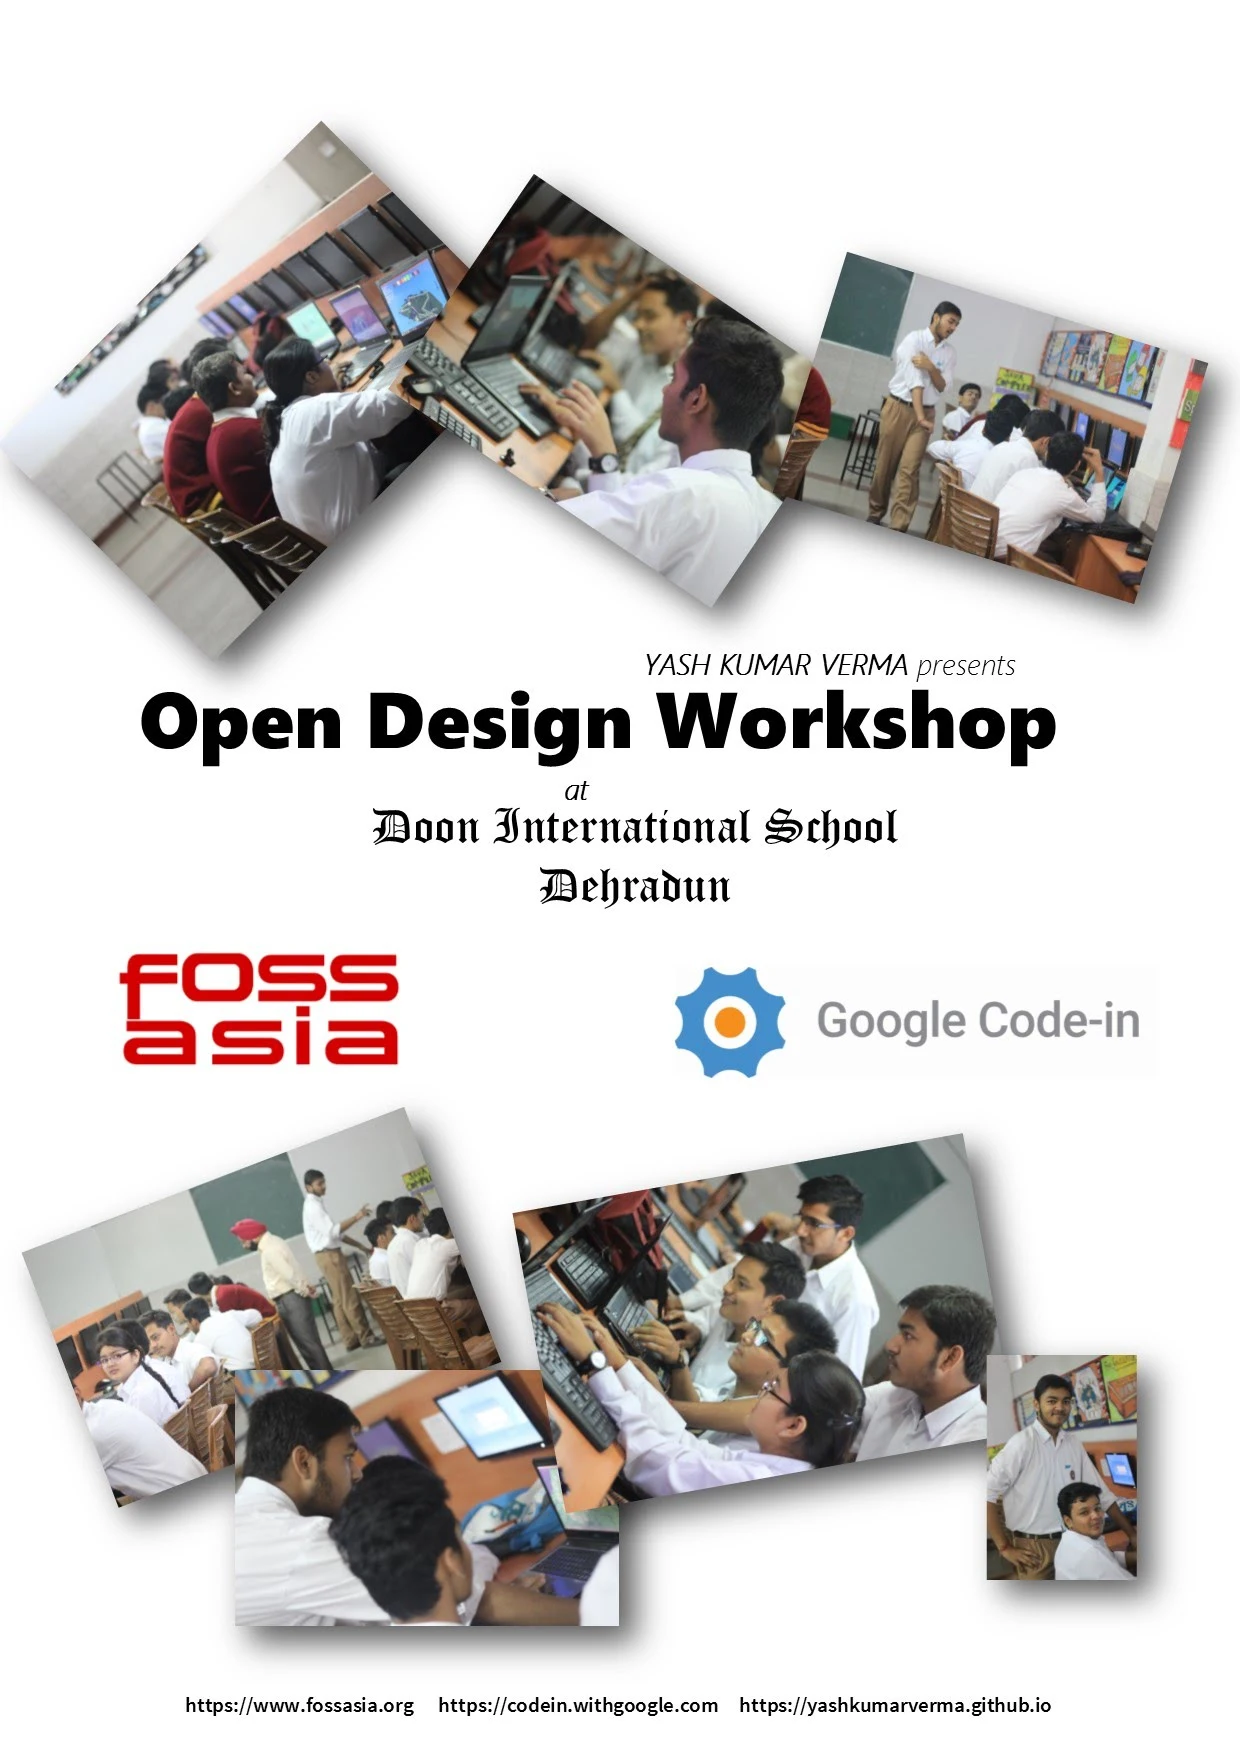 YASH KUMAR VERMA presents
Open Design Workshop
at
Doon International School
Dehradun
foss
asia
Google Code-in
https://www.fossasia.org https://codein.withgoogle.com https://yashkumarverma.github.io